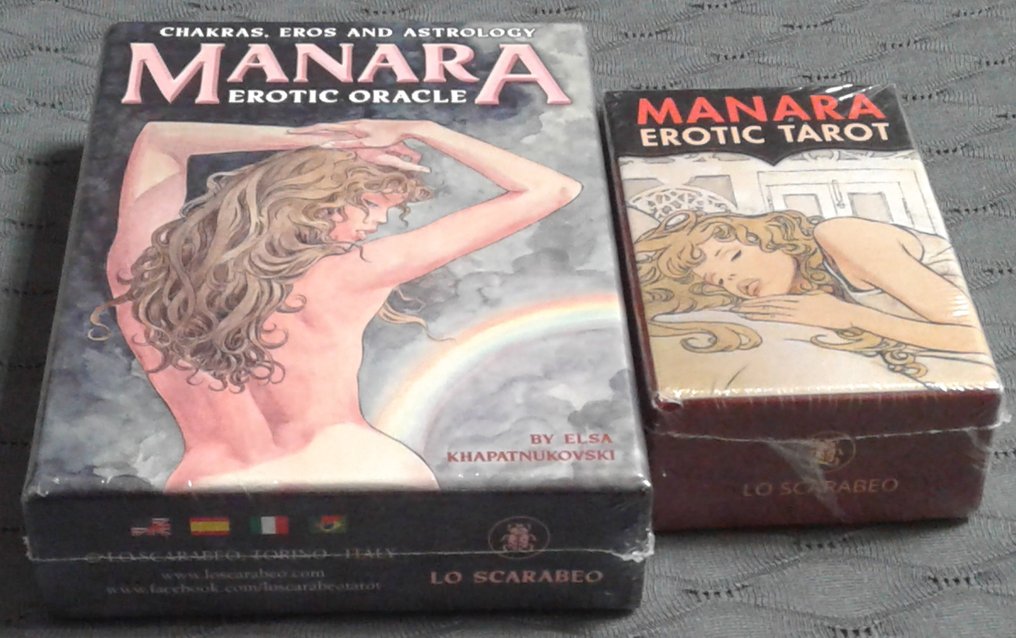 CHAKRAS, EROS AND ASTROLOGY
MANARA
EROTIC ORACLE
BY ELSA
KHAPATNUKOVSKI
© LO SCARABEO, TORINO - ITALY
www.loscarabeo.com
www.facebook.com/loscarabeotarot
LO SCARABEO
MANARA
EROTIC TAROT
LO SCARABEO